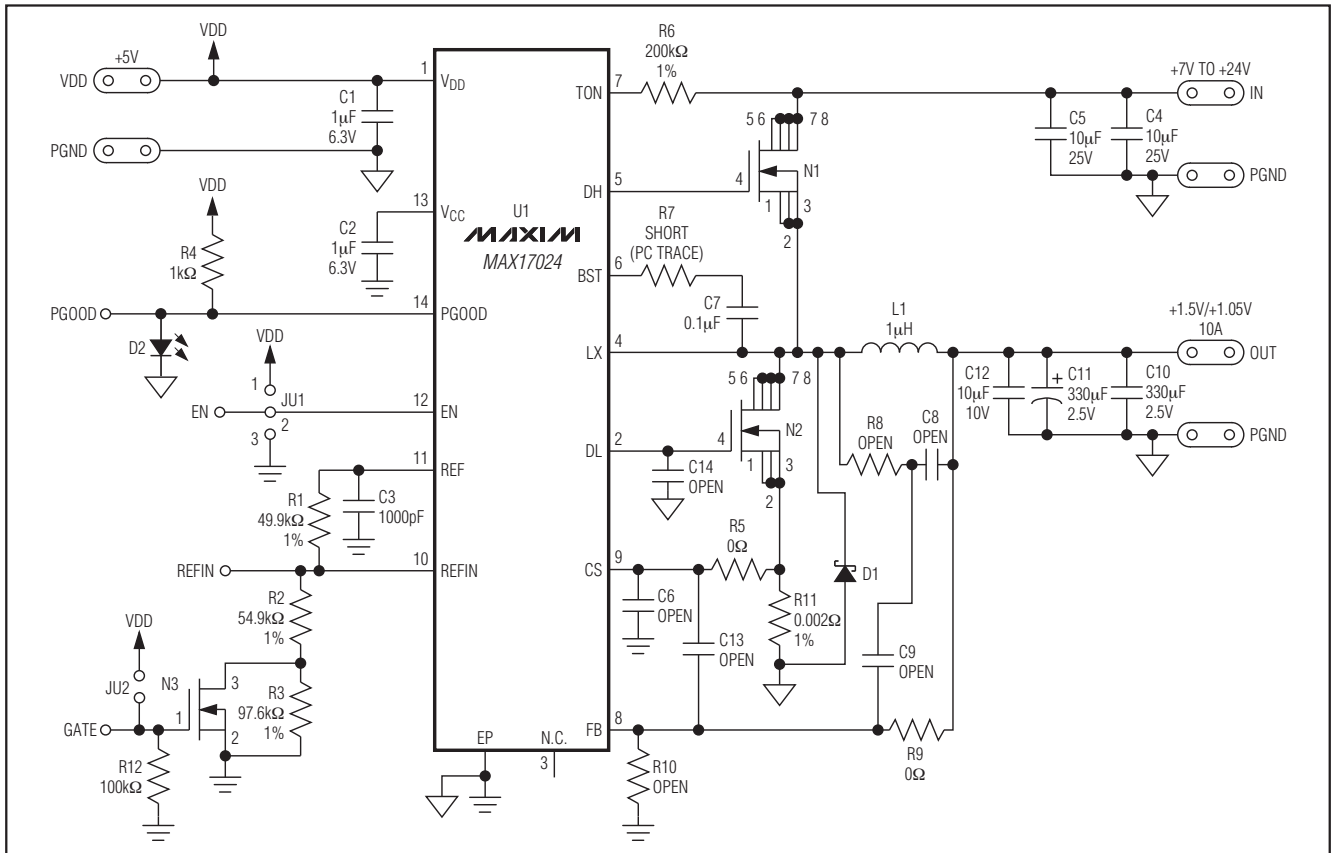 VDD
+5V
VDD
C1
1µF
6.3V
PGND
VDD
C2
1µF
6.3V
R4
1kΩ
PGOOD
D2
VDD
1
JU1
EN
2
3
R1
49.9kΩ
1%
C3
1000pF
REFIN
R2
54.9kΩ
1%
VDD
JU2
N3
3
1
2
R3
97.6kΩ
1%
GATE
R12
100kΩ
1
VDD
13
VCC
U1
MAXIM
MAX17024
14
PGOOD
12
EN
11
REF
10
REFIN
EP
N.C.
3
TON
7
DH
5
BST
6
LX
4
DL
2
CS
9
FB
8
R6
200kΩ
1%
5 6
7 8
4
N1
1
3
2
R7
SHORT
(PC TRACE)
C7
0.1µF
+7V TO +24V
IN
C5
10µF
25V
C4
10µF
25V
PGND
L1
1µH
+1.5V/+1.05V
10A
OUT
5 6
7 8
4
N2
1
3
2
C14
OPEN
R8
OPEN
C8
OPEN
C12
10µF
10V
+
C11
330µF
2.5V
C10
330µF
2.5V
PGND
R5
0Ω
C6
OPEN
C13
OPEN
R11
0.002Ω
1%
D1
C9
OPEN
R10
OPEN
R9
0Ω